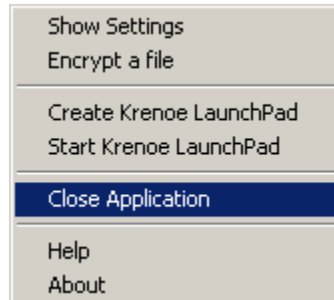 Show Settings
Encrypt a file
Create Krenoe LaunchPad
Start Krenoe LaunchPad
Close Application
Help
About